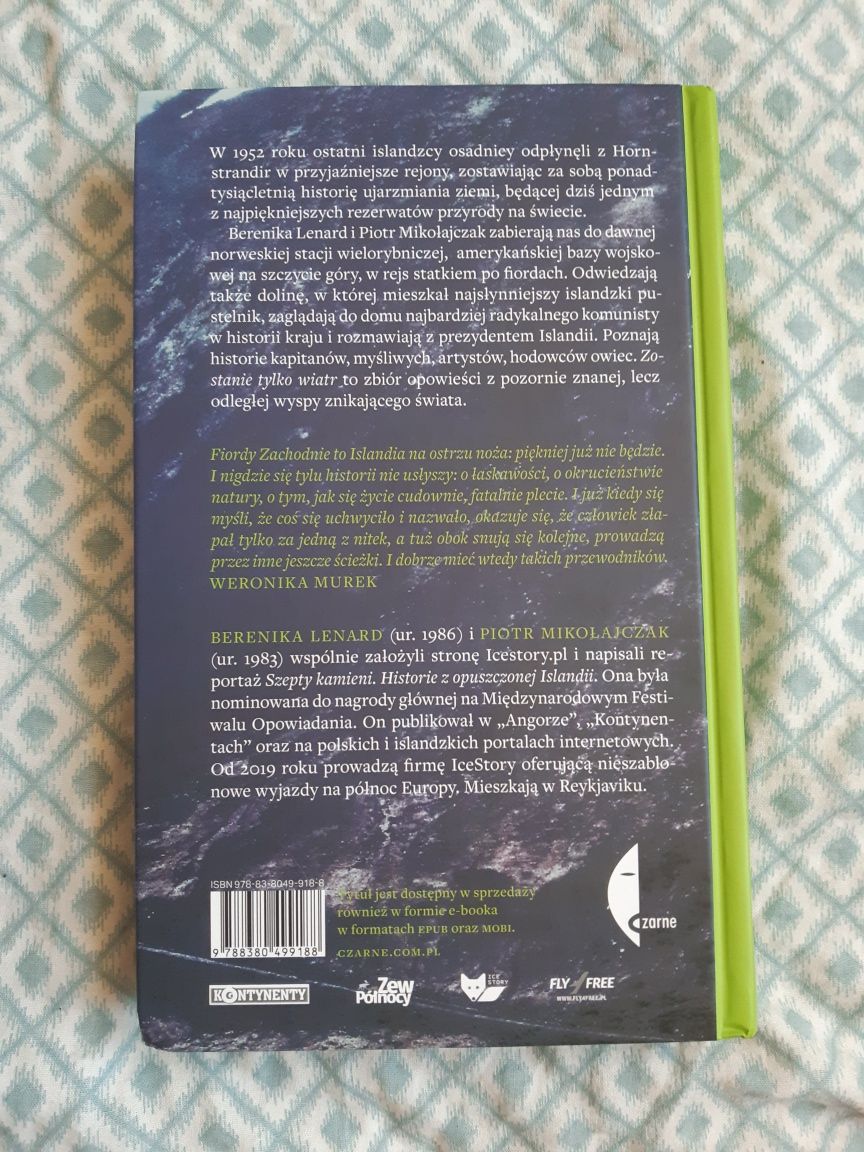 W 1952 roku ostatni islandzcy osadnicy odpłynęli z Horn-
strandir w przyjaźniejsze rejony, zostawiając za sobą ponad-
tysiącletnią historię ujarzmiania ziemi, będącej dziś jednym
z najpiękniejszych rezerwatów przyrody na świecie.
Berenika Lenard i Piotr Mikołajczak zabierają nas do dawnej
norweskiej stacji wielorybniczej, amerykańskiej bazy wojsko-
wej na szczycie góry, w rejs statkiem po fiordach. Odwiedzają
także dolinę, w której mieszkał najsłynniejszy islandzki pu-
stelnik, zaglądają do domu najbardziej radykalnego komunisty
w historii kraju i rozmawiają z prezydentem Islandii. Poznają
historie kapitanów, myśliwych, artystów, hodowców owiec. Zo-
stanie tylko wiatr to zbiór opowieści z pozornie znanej, lecz
odległej wyspy znikającego świata.
Fiordy Zachodnie to Islandia na ostrzu noża: piękniej już nie będzie.
I nigdzie się tylu historii nie usłyszy: o łaskawości, o okrucieństwie
natury, o tym, jak się życie cudownie, fatalnie plecie. I już kiedy się
myśli, że coś się uchwyciło i nazwało, okazuje się, że człowiek zła-
pał tylko za jedną z nitek, a tuż obok snują się kolejne, prowadzą
przez inne jeszcze ścieżki. I dobrze mieć wtedy takich przewodników.
WERONIKA MUREK
BERENIKA LENARD (ur. 1986) i PIOTR MIKOŁAJCZAK
(ur. 1983) wspólnie założyli stronę Icestory.pl i napisali re-
portaż Szepty kamieni. Historie z opuszczonej Islandii. Ona była
nominowana do nagrody głównej na Międzynarodowym Festi-
walu Opowiadania. On publikował w „Angorze”, „Kontynen-
tach” oraz na polskich i islandzkich portalach internetowych.
Od 2019 roku prowadzą firmę IceStory oferującą nieszablo-
nowe wyjazdy na północ Europy. Mieszkają w Reykjaviku.
ISBN 978-83-8049-918-8
9 788380 499188
Tytuł jest dostępny w sprzedaży
również w formie e-booka
w formatach EPUB oraz MOBI.
CZARNE.COM.PL
czarne
KONTYNENTY
Zew
Północy
ICE
STORY
FLY4FREE
WWW.FLY4FREE.PL